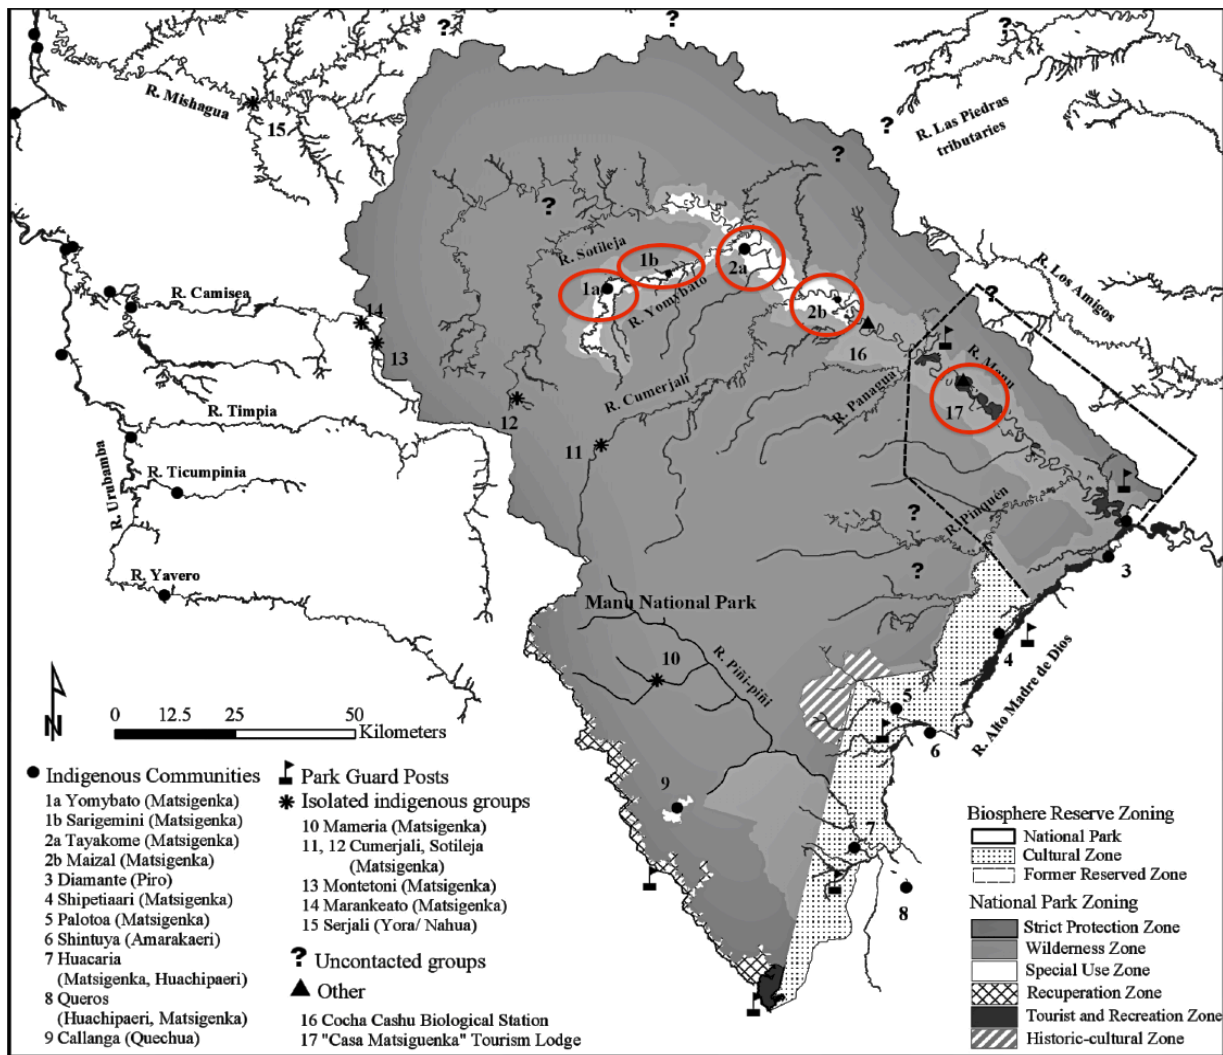 ?
?
?
R. Mishagua
15
?
R. Las Piedras
tributaries
?
?
R. Sotileja
1b
2a
1a
R. Yomybato
2b
R. Los Amigos
?
R. Camisea
14
13
16
R. Manu
R. Cumerjali
R. Panagua
17
12
R. Timpia
11
R. Urubamba
R. Ticumpinia
?
R. Pinquén
R. Yavero
?
3
Manu National Park
10
R. Piñi-piñi
4
R. Alto Madre de Dios
5
6
N
0 12.5 25 50
Kilometers
9
7
8
Indigenous Communities
1a Yomybato (Matsigenka)
1b Sarigemini (Matsigenka)
2a Tayakome (Matsigenka)
2b Maizal (Matsigenka)
3 Diamante (Piro)
4 Shipetiaari (Matsigenka)
5 Palotoa (Matsigenka)
6 Shintuya (Amarakaeri)
7 Huacaria
(Matsigenka, Huachipaeri)
8 Queros
(Huachipaeri, Matsigenka)
9 Callanga (Quechua)
Park Guard Posts
Isolated indigenous groups
10 Mameria (Matsigenka)
11, 12 Cumerjali, Sotileja
(Matsigenka)
13 Montetoni (Matsigenka)
14 Marankeato (Matsigenka)
15 Serjali (Yora/ Nahua)
? Uncontacted groups
Other
16 Cocha Cashu Biological Station
17 "Casa Matsiguenka" Tourism Lodge
Biosphere Reserve Zoning
National Park
Cultural Zone
Former Reserved Zone
National Park Zoning
Strict Protection Zone
Wilderness Zone
Special Use Zone
Recuperation Zone
Tourist and Recreation Zone
Historic-cultural Zone